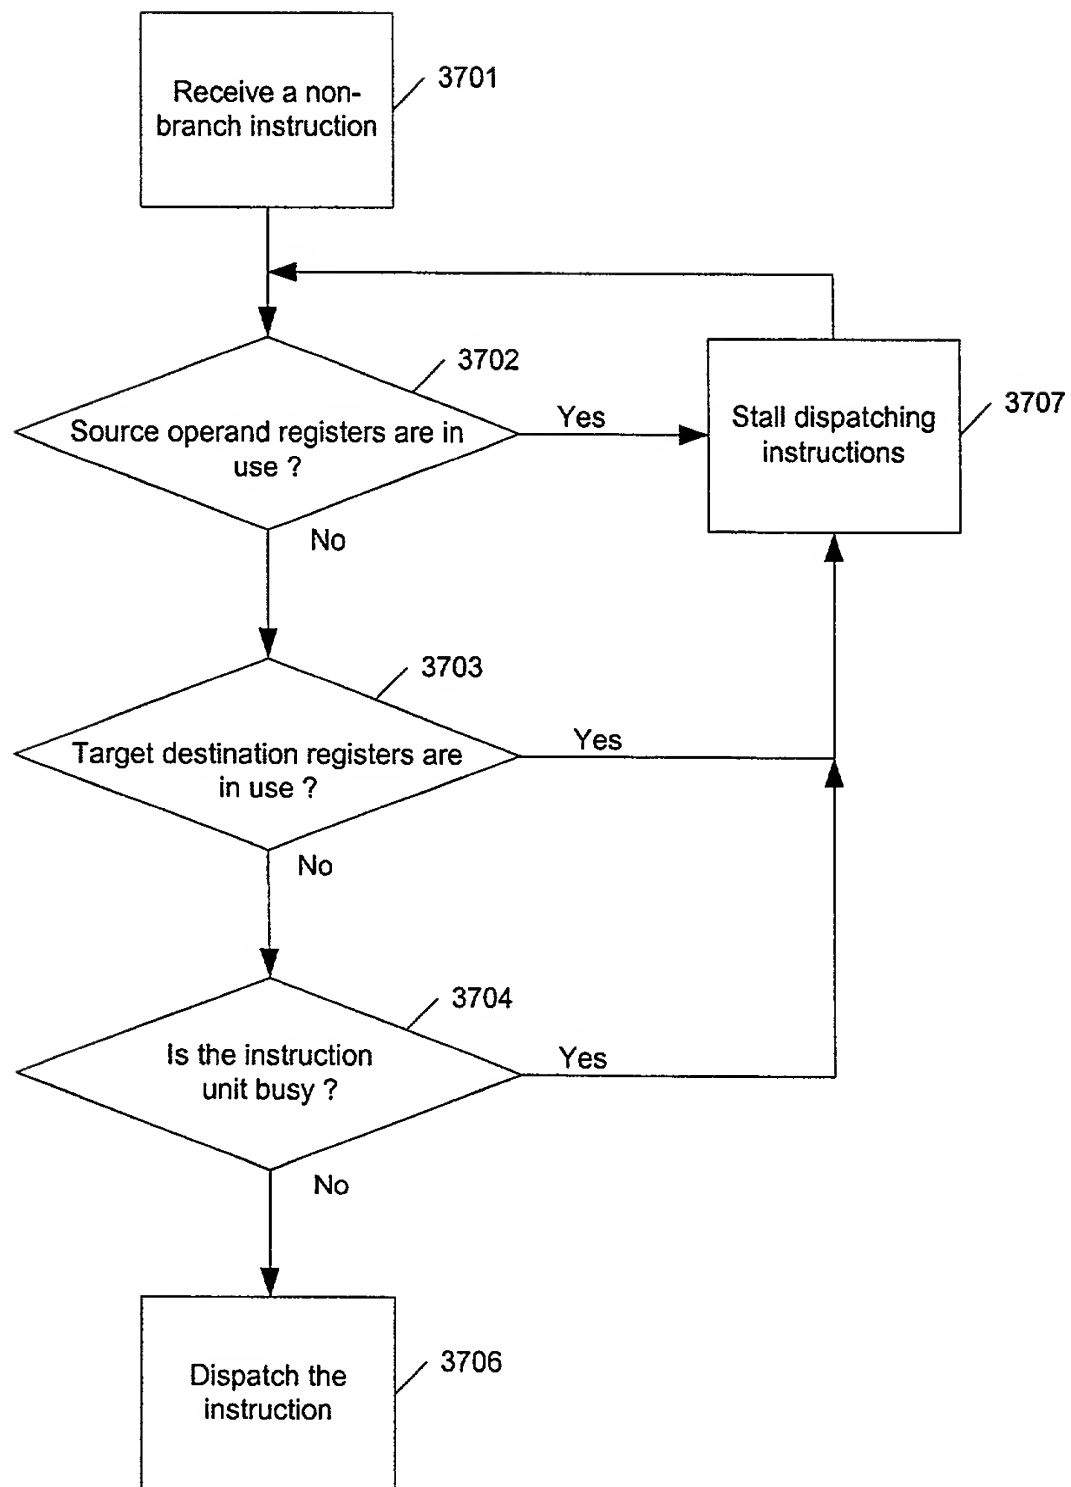 Receive a non-
branch instruction
3701
3702
Source operand registers are in
use ?
Yes
Stall dispatching
instructions
3707
No
3703
Target destination registers are
in use ?
Yes
No
3704
Is the instruction
unit busy ?
Yes
No
Dispatch the
instruction
3706